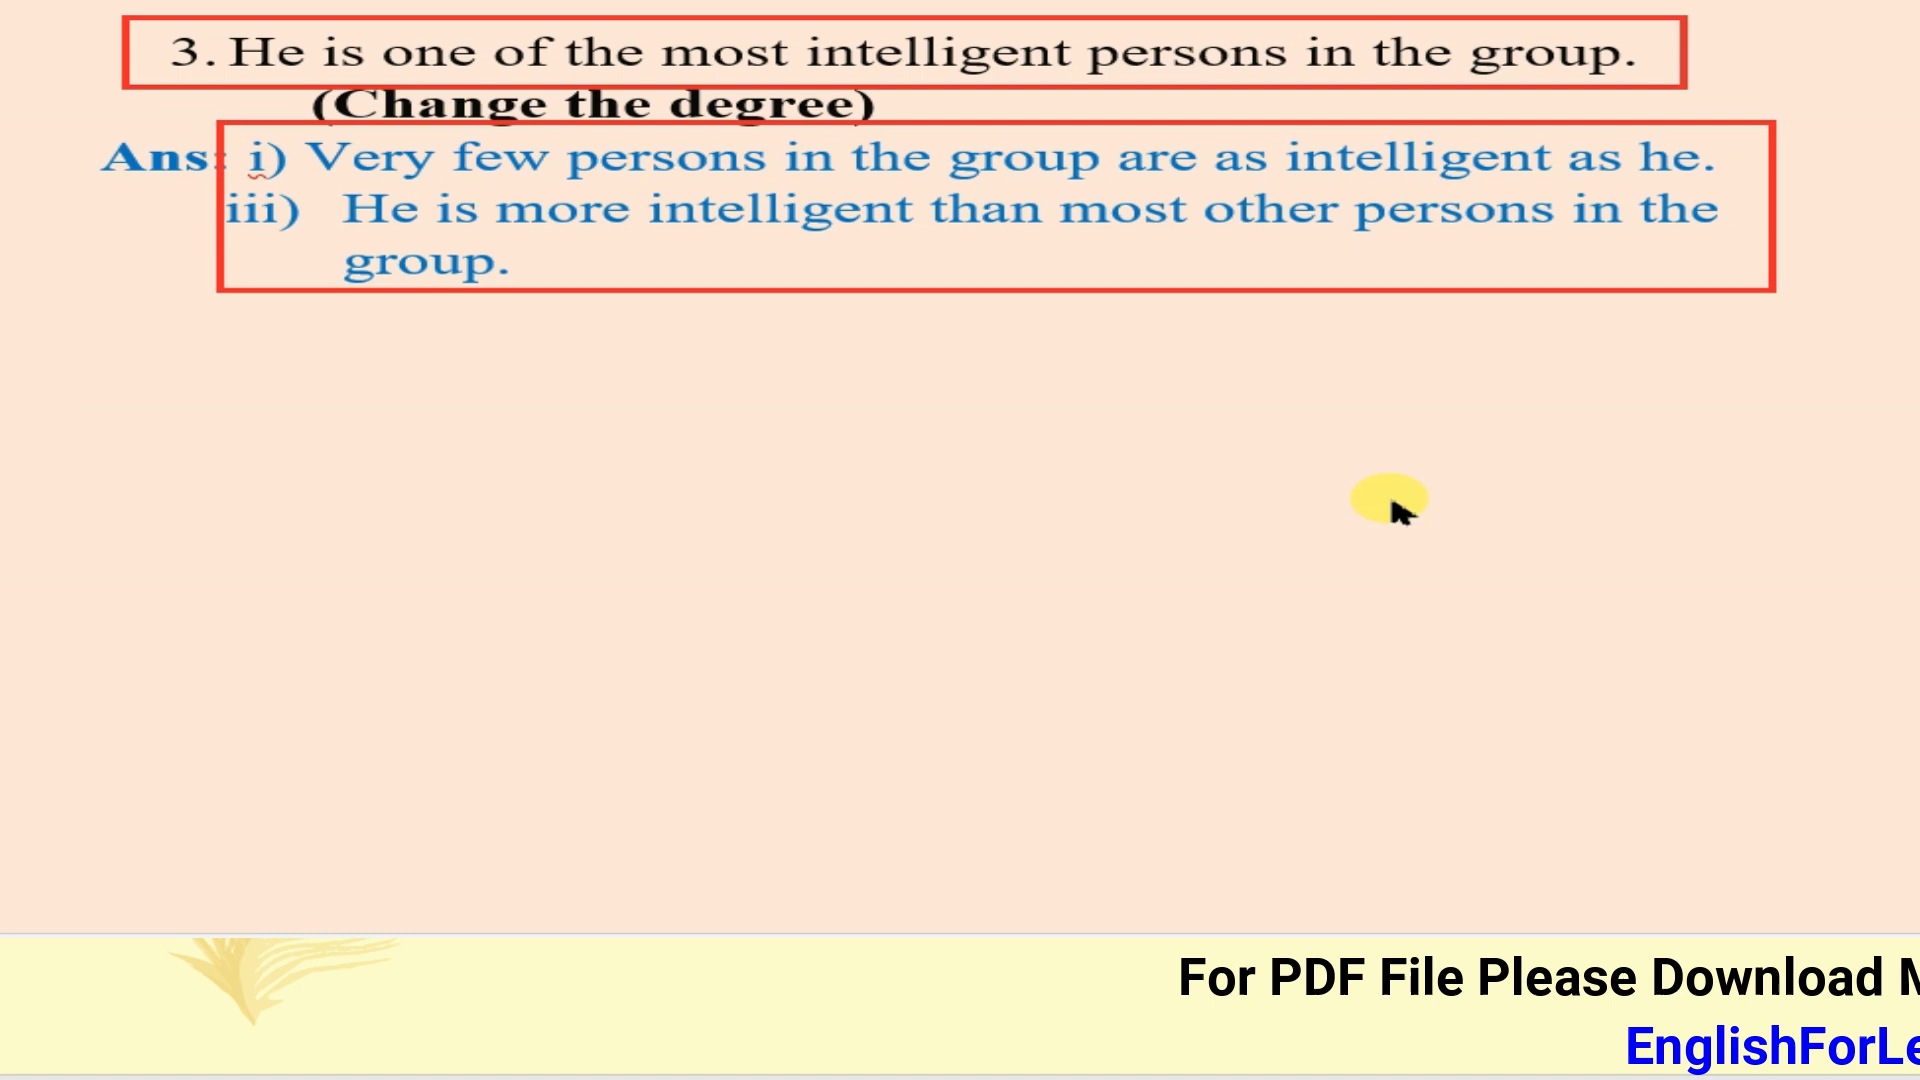 3. He is one of the most intelligent persons in the group.
(Change the degree)
Ans: i) Very few persons in the group are as intelligent as he.
iii) He is more intelligent than most other persons in the
group.
For PDF File Please Download